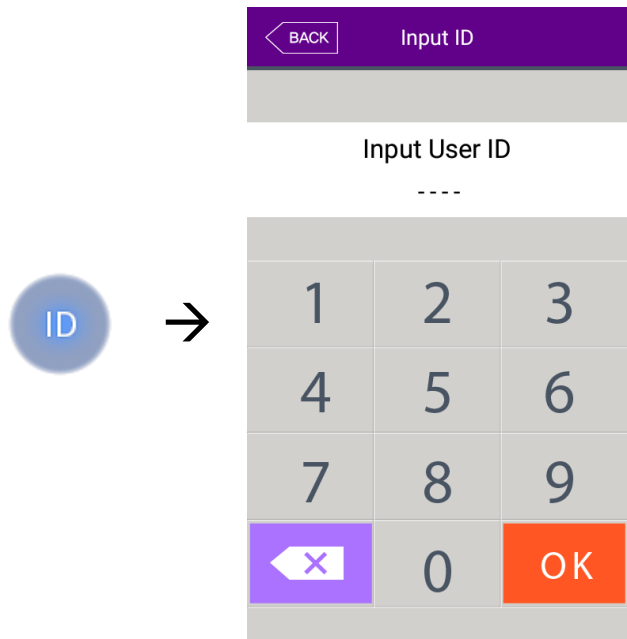 BACK Input ID
Input User ID
----
1 2 3
ID
4 5 6
7 8 9
0 OK